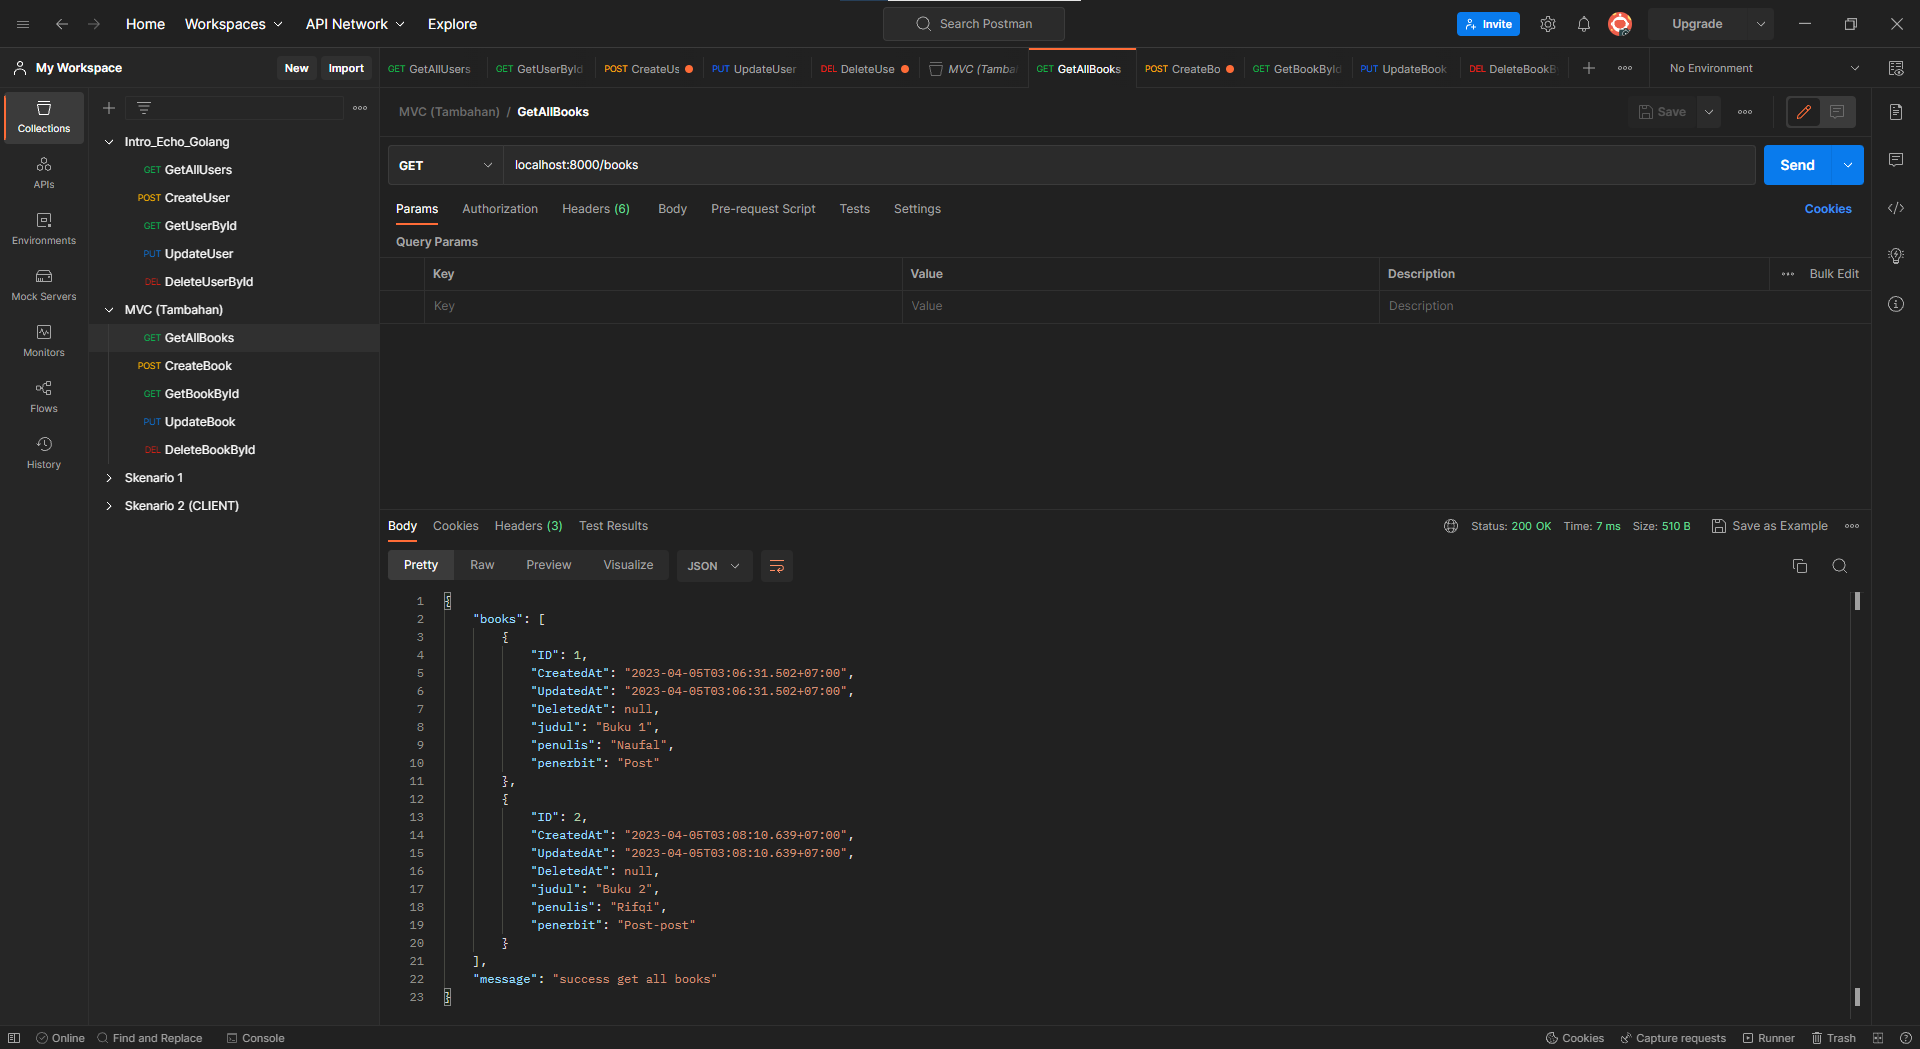 Home Workspaces API Network Explore Search Postman Invite Upgrade
My Workspace New Import
GET GetAllUsers GET GetUserById POST CreateUs PUT UpdateUser DEL DeleteUse MVC (Tamba GET GetAllBooks POST CreateBo GET GetBookById PUT UpdateBook DEL DeleteBookB No Environment
Collections
APIs
Environments
Mock Servers
Monitors
Flows
History
Intro_Echo_Golang
GET GetAllUsers
POST CreateUser
GET GetUserById
PUT UpdateUser
DEL DeleteUserById
MVC (Tambahan)
GET GetAllBooks
POST CreateBook
GET GetBookById
PUT UpdateBook
DEL DeleteBookById
Skenario 1
Skenario 2 (CLIENT)
MVC (Tambahan) / GetAllBooks Save
GET localhost:8000/books Send
Params Authorization Headers (6) Body Pre-request Script Tests Settings Cookies
Query Params
Key Value Description Bulk Edit
Key Value Description
Body Cookies Headers (3) Test Results Status: 200 OK Time: 7 ms Size: 510 B Save as Example
Pretty Raw Preview Visualize JSON
1 {
2 "books": [
3 {
4 "ID": 1,
5 "CreatedAt": "2023-04-05T03:06:31.502+07:00",
6 "UpdatedAt": "2023-04-05T03:06:31.502+07:00",
7 "DeletedAt": null,
8 "judul": "Buku 1",
9 "penulis": "Naufal",
10 "penerbit": "Post"
11 },
12 {
13 "ID": 2,
14 "CreatedAt": "2023-04-05T03:08:10.639+07:00",
15 "UpdatedAt": "2023-04-05T03:08:10.639+07:00",
16 "DeletedAt": null,
17 "judul": "Buku 2",
18 "penulis": "Rifqi",
19 "penerbit": "Post-post"
20 }
21 ],
22 "message": "success get all books"
23 }
Online Find and Replace Console Cookies Capture requests Runner Trash